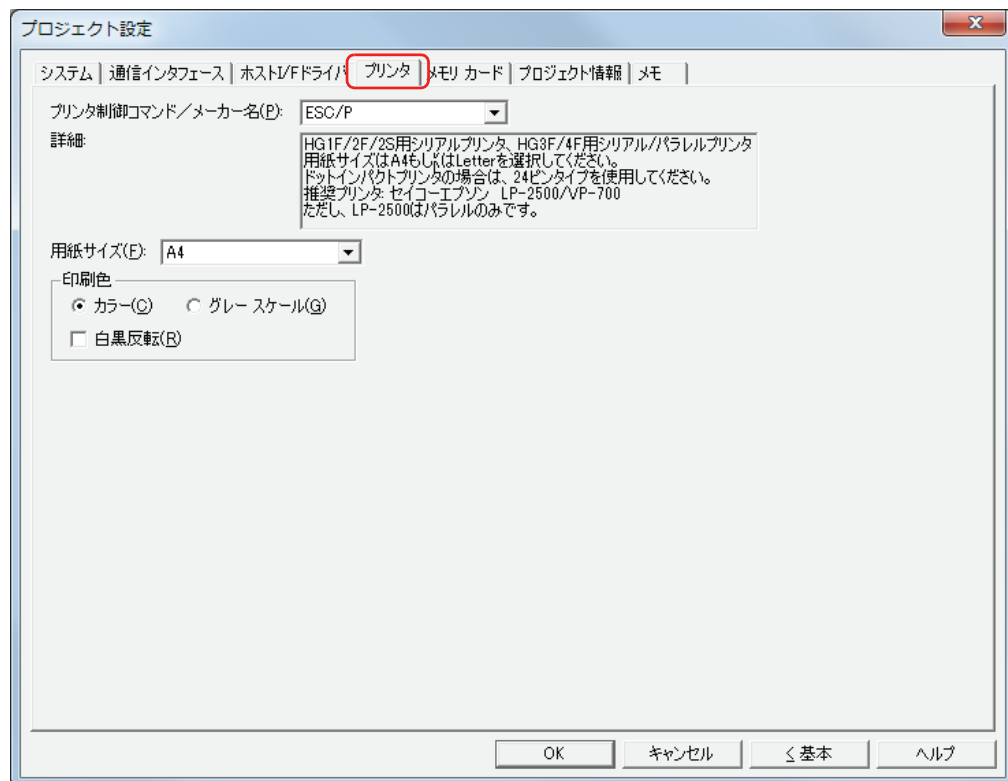 プロジェクト設定
システム 通信インタフェース ホストI/Fドライバ プリンタ メモリ カード プロジェクト情報 メモ
プリンタ制御コマンド／メーカー名(P): ESC/P
詳細:
HG1F/2F/2S用シリアルプリンタ、HG3F/4F用シリアル/パラレルプリンタ
用紙サイズはA4もしくはLetterを選択してください。
ドットインパクトプリンタの場合は、24ピンタイプを使用してください。
推奨プリンタ: セイコーエプソン LP-2500/VP-700
ただし、LP-2500はパラレルのみです。
用紙サイズ(F): A4
印刷色
カラー(C) グレー スケール(G)
白黒反転(R)
OK キャンセル < 基本 ヘルプ